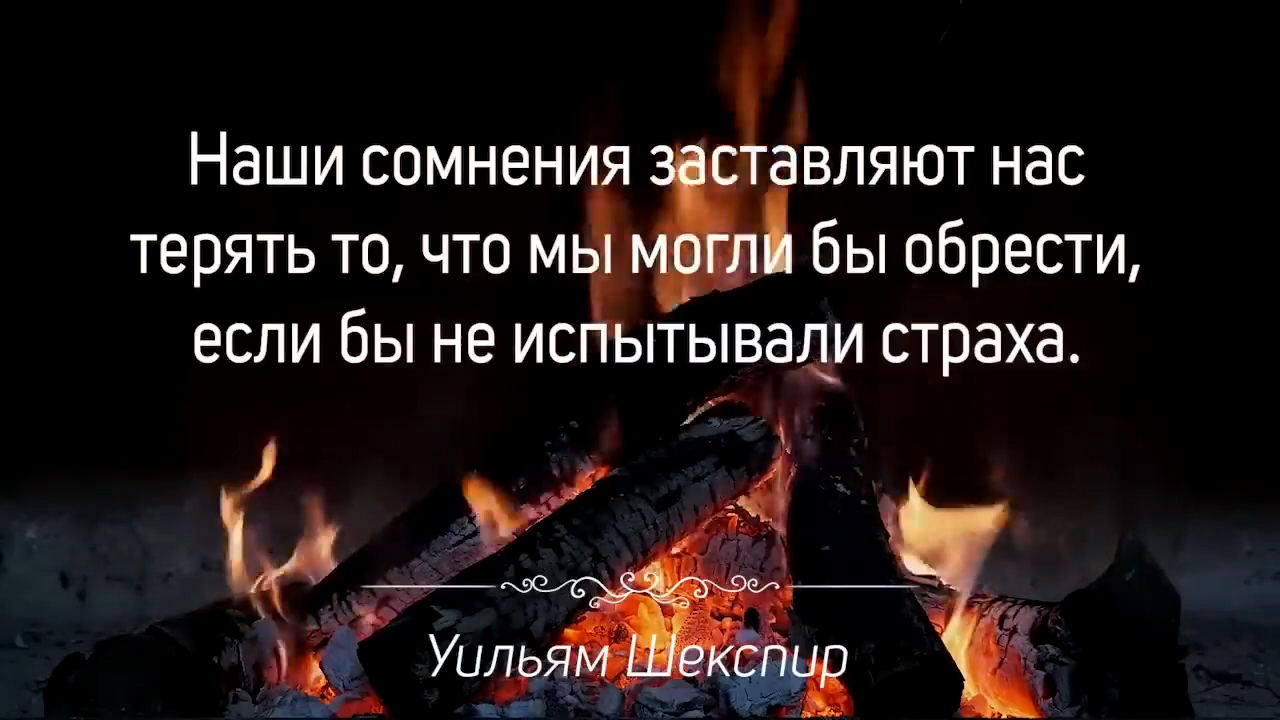 Наши сомнения заставляют нас
терять то, что мы могли бы обрести,
если бы не испытывали страха.
Уильям Шекспир